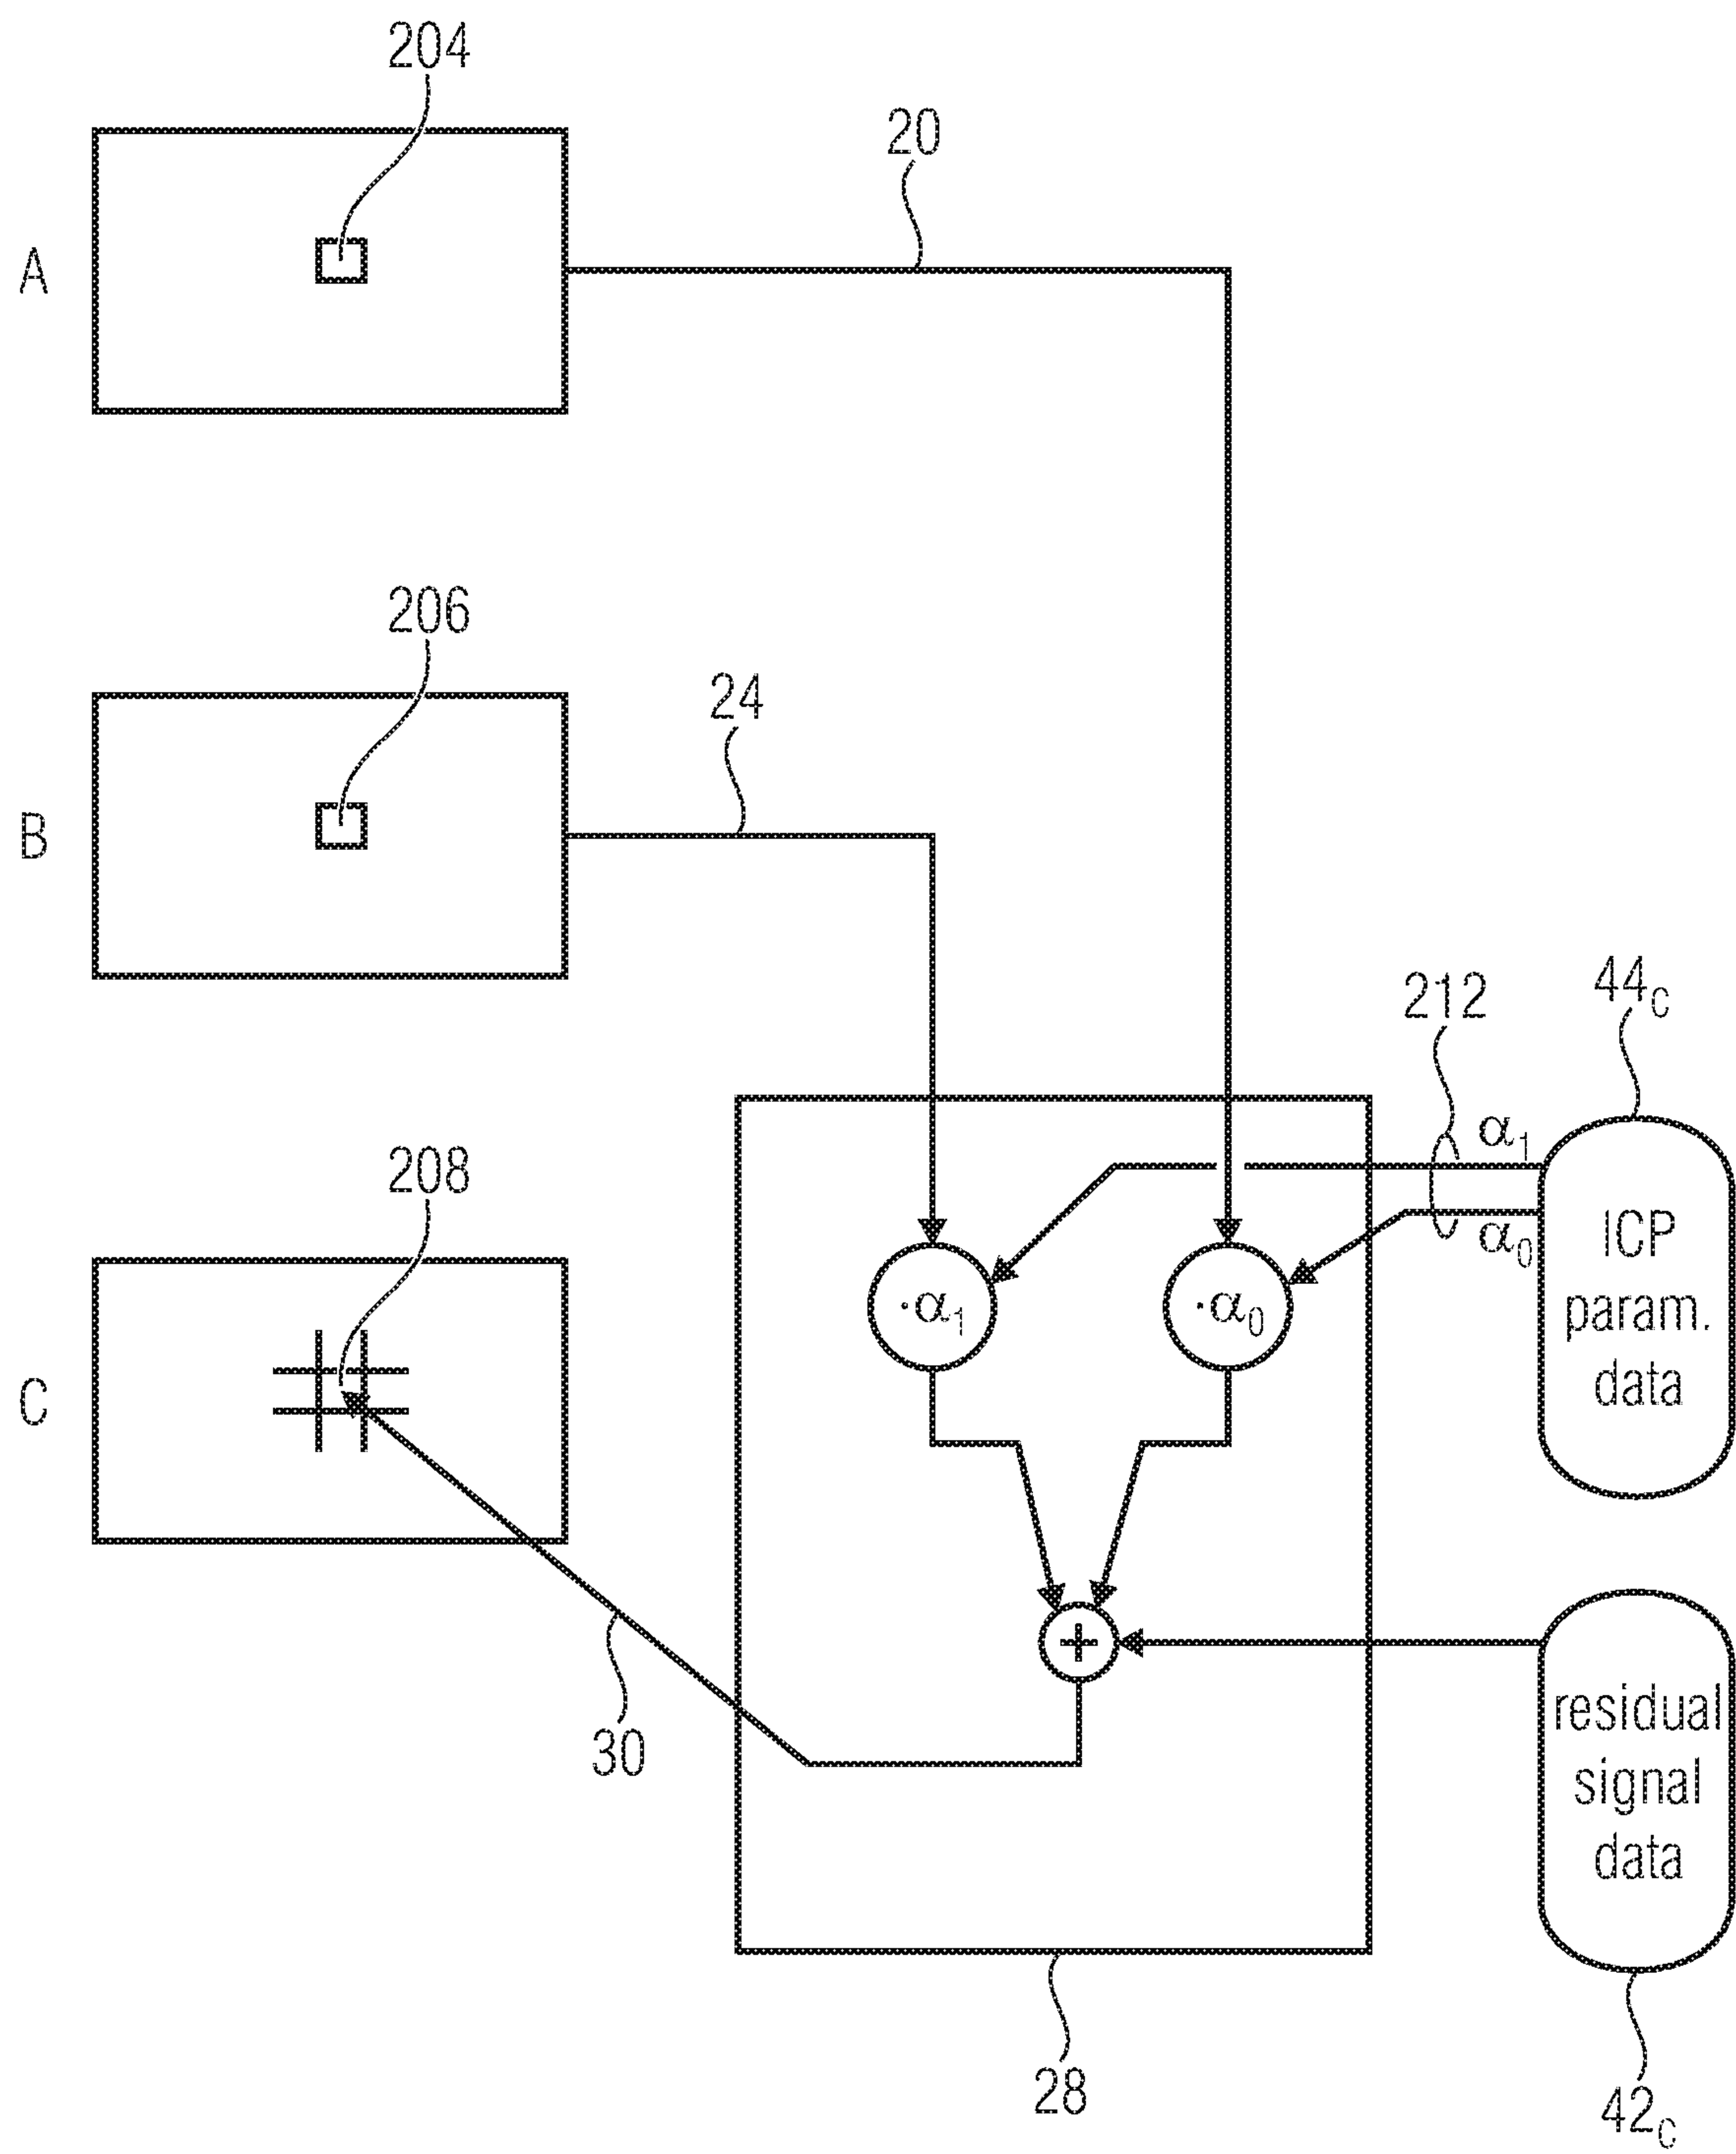 204
20
A
206
24
B
212
44C
α1
α0
208
C
·α1
·α0
ICP
param.
data
+
30
residual
signal
data
28
42C